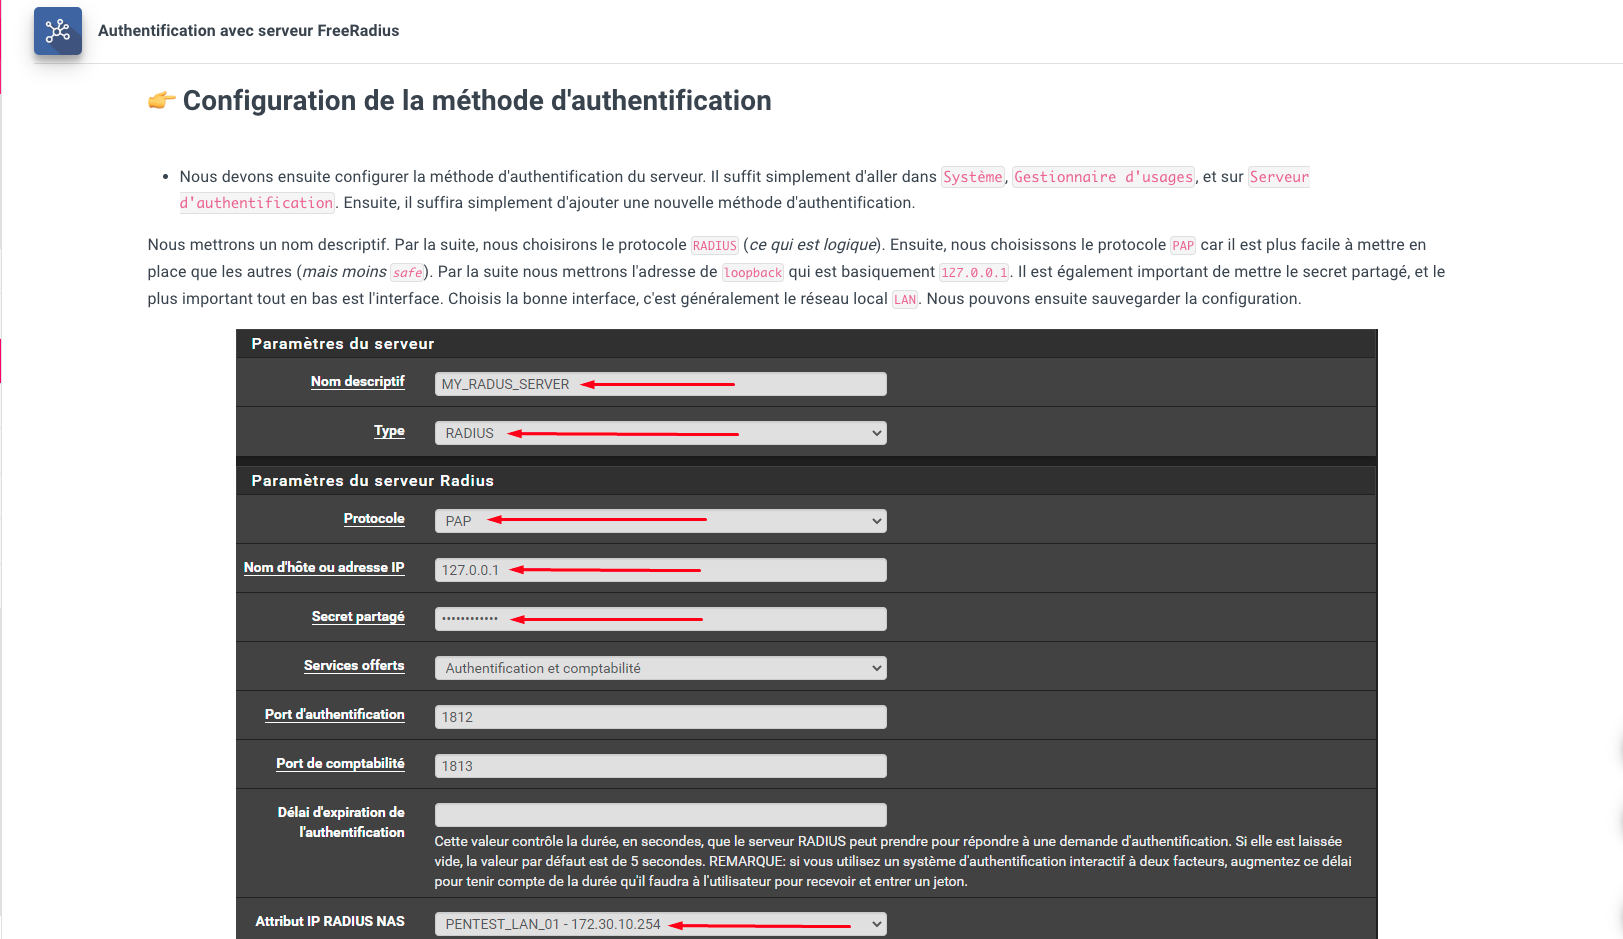 Authentification avec serveur FreeRadius
👉 Configuration de la méthode d'authentification
• Nous devons ensuite configurer la méthode d'authentification du serveur. Il suffit simplement d'aller dans Système, Gestionnaire d'usages, et sur Serveur
d'authentification. Ensuite, il suffira simplement d'ajouter une nouvelle méthode d'authentification.
Nous mettrons un nom descriptif. Par la suite, nous choisirons le protocole RADIUS (ce qui est logique). Ensuite, nous choisissons le protocole PAP car il est plus facile à mettre en
place que les autres (mais moins safe). Par la suite nous mettrons l'adresse de loopback qui est basiquement 127.0.0.1. Il est également important de mettre le secret partagé, et le
plus important tout en bas est l'interface. Choisis la bonne interface, c'est généralement le réseau local LAN. Nous pouvons ensuite sauvegarder la configuration.
Paramètres du serveur
Nom descriptif MY_RADUS_SERVER
Type RADIUS
Paramètres du serveur Radius
Protocole PAP
Nom d'hôte ou adresse IP 127.0.0.1
Secret partagé ••••••••••••
Services offerts Authentification et comptabilité
Port d'authentification 1812
Port de comptabilité 1813
Délai d'expiration de
l'authentification
Cette valeur contrôle la durée, en secondes, que le serveur RADIUS peut prendre pour répondre à une demande d'authentification. Si elle est laissée
vide, la valeur par défaut est de 5 secondes. REMARQUE: si vous utilisez un système d'authentification interactif à deux facteurs, augmentez ce délai
pour tenir compte de la durée qu'il faudra à l'utilisateur pour recevoir et entrer un jeton.
Attribut IP RADIUS NAS PENTEST_LAN_01 - 172.30.10.254